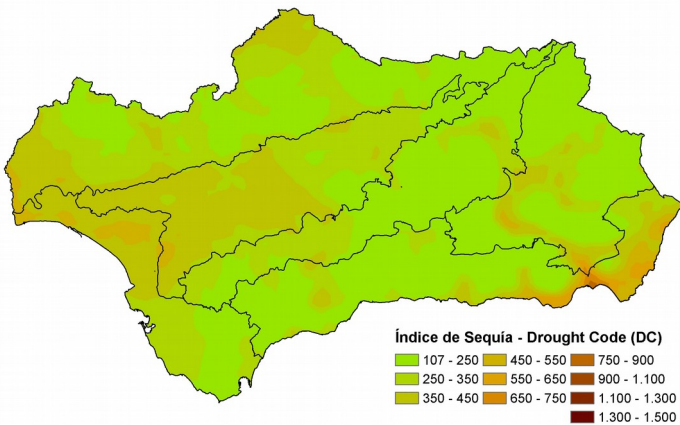 Índice de Sequía - Drought Code (DC)
107 - 250 450 - 550 750 - 900
250 - 350 550 - 650 900 - 1.100
350 - 450 650 - 750 1.100 - 1.300
1.300 - 1.500